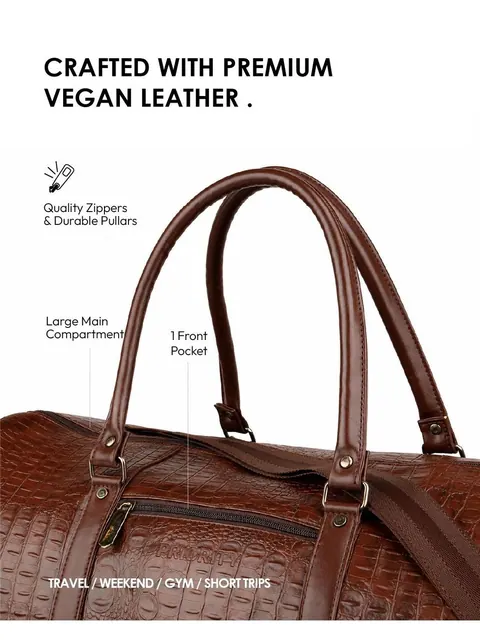 CRAFTED WITH PREMIUM
VEGAN LEATHER .
Quality Zippers
& Durable Pullars
Large Main
Compartment
1 Front
Pocket
TRAVEL / WEEKEND / GYM / SHORT TRIPS